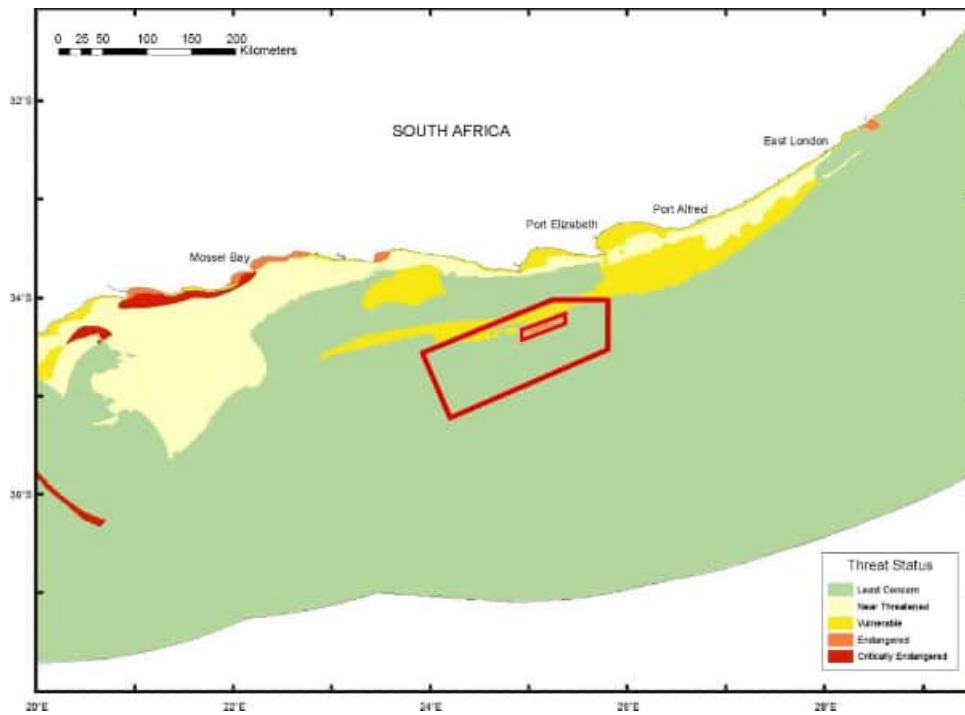 0 25 50 100 150 200
Kilometers
32°S
SOUTH AFRICA
East London
Port Alfred
Port Elizabeth
Mossel Bay
34°S
36°S
Threat Status
Least Concern
Near Threatened
Vulnerable
Endangered
Critically Endangered
20°E 22°E 24°E 26°E 28°E